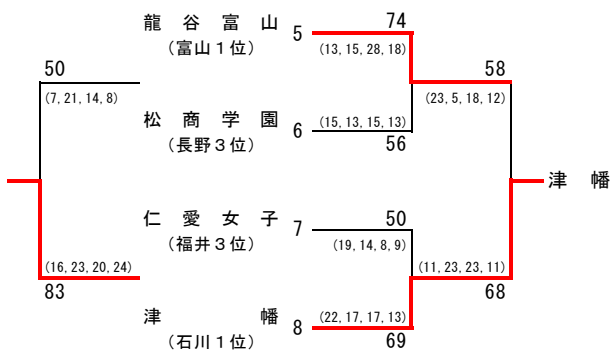 龍谷富山 5 74
(富山1位) (13, 15, 28, 18)
50 58
(7, 21, 14, 8) (23, 5, 18, 12)
松商学園 6 (15, 13, 15, 13)
(長野3位) 56
津幡
仁愛女子 7 50
(福井3位) (19, 14, 8, 9)
(16, 23, 20, 24) (11, 23, 23, 11)
83 68
津幡 8 (22, 17, 17, 13)
(石川1位) 69